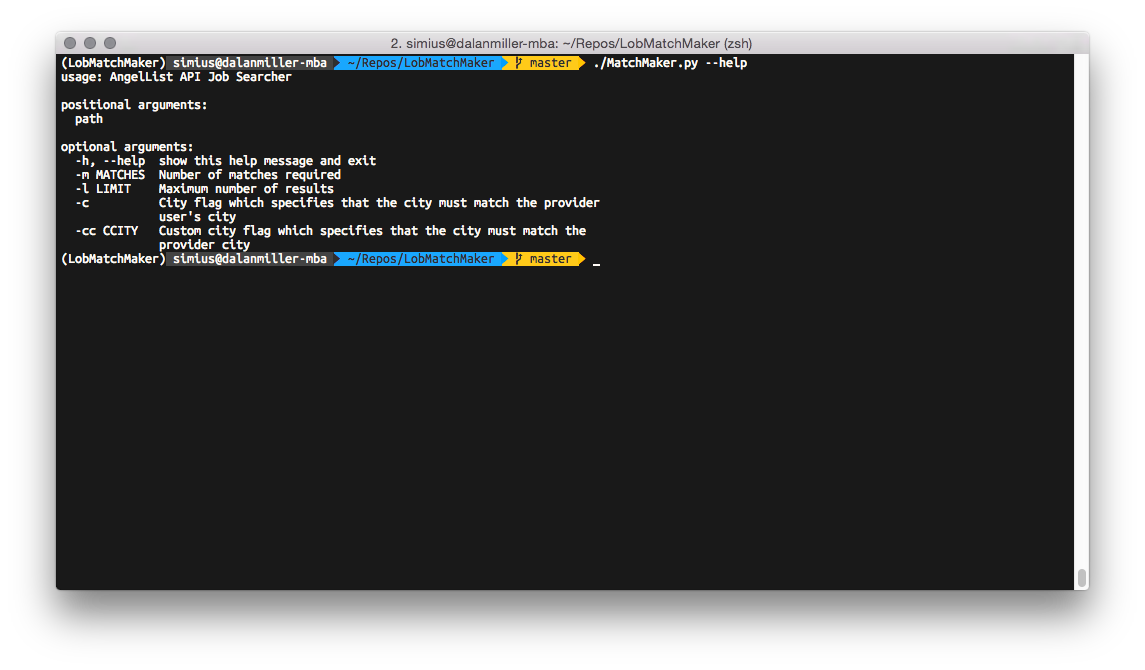 2. simius@dalanmiller-mba: ~/Repos/LobMatchMaker (zsh)
(LobMatchMaker) simius@dalanmiller-mba ~/Repos/LobMatchMaker master ./MatchMaker.py --help
usage: AngelList API Job Searcher
positional arguments:
path
optional arguments:
-h, --help show this help message and exit
-m MATCHES Number of matches required
-l LIMIT Maximum number of results
-c City flag which specifies that the city must match the provider
user's city
-cc CCITY Custom city flag which specifies that the city must match the
provider city
(LobMatchMaker) simius@dalanmiller-mba ~/Repos/LobMatchMaker master _